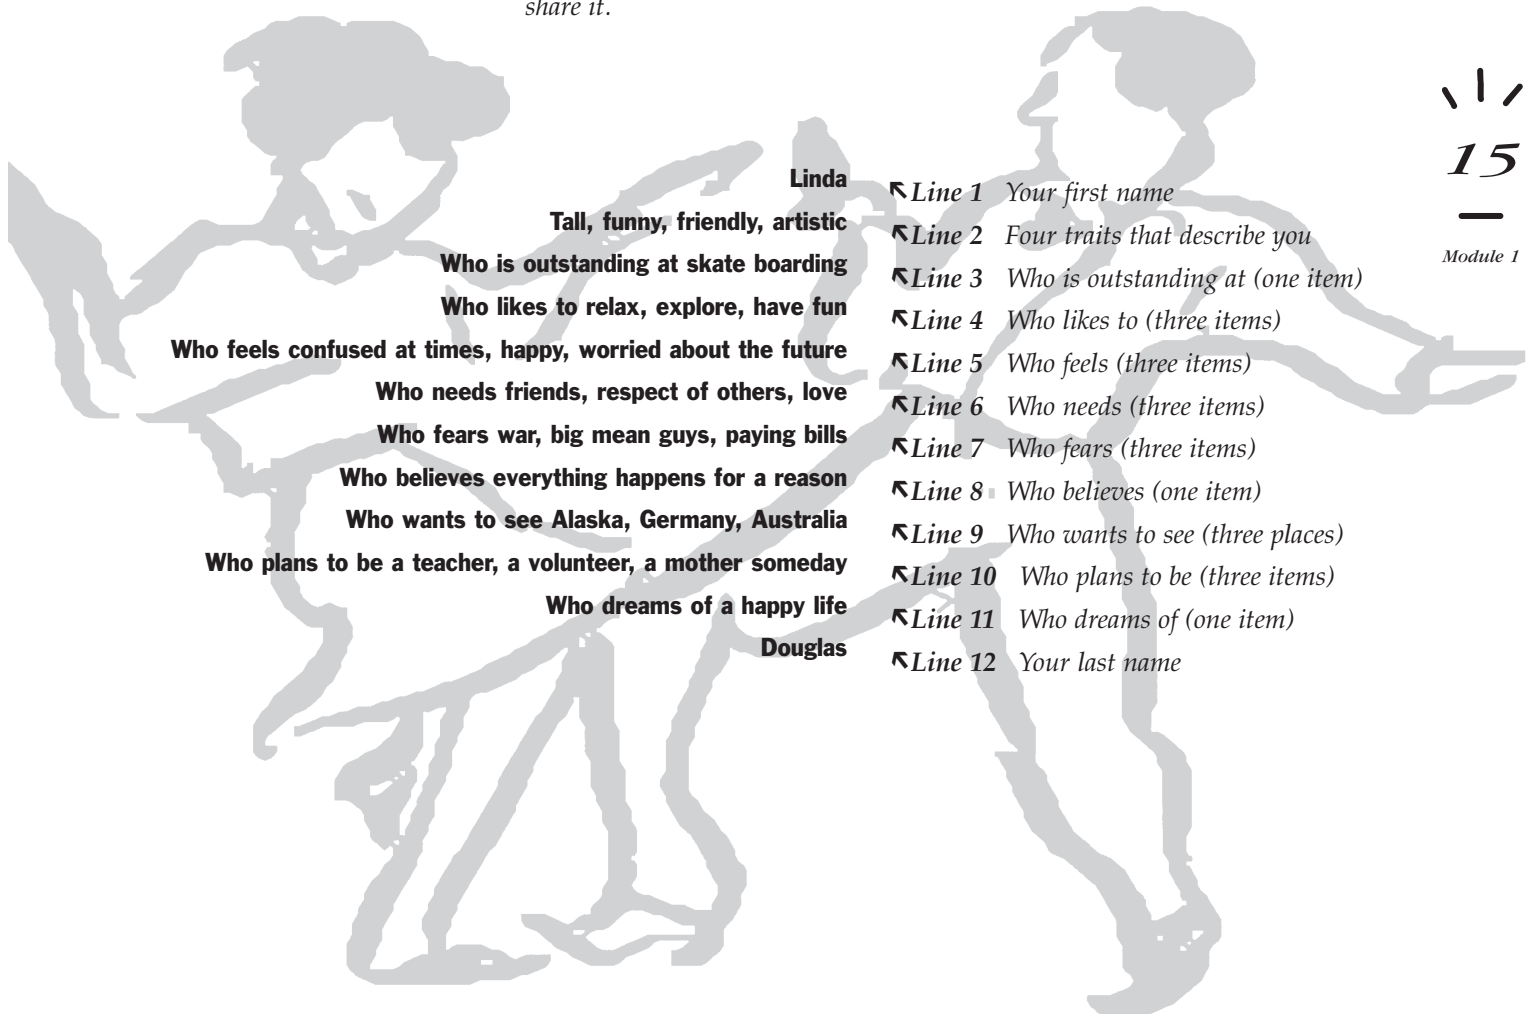 share it.
Linda
Tall, funny, friendly, artistic
Who is outstanding at skate boarding
Who likes to relax, explore, have fun
Who feels confused at times, happy, worried about the future
Who needs friends, respect of others, love
Who fears war, big mean guys, paying bills
Who believes everything happens for a reason
Who wants to see Alaska, Germany, Australia
Who plans to be a teacher, a volunteer, a mother someday
Who dreams of a happy life
Douglas
Line 1 Your first name
Line 2 Four traits that describe you
Line 3 Who is outstanding at (one item)
Line 4 Who likes to (three items)
Line 5 Who feels (three items)
Line 6 Who needs (three items)
Line 7 Who fears (three items)
Line 8 Who believes (one item)
Line 9 Who wants to see (three places)
Line 10 Who plans to be (three items)
Line 11 Who dreams of (one item)
Line 12 Your last name
15
Module 1